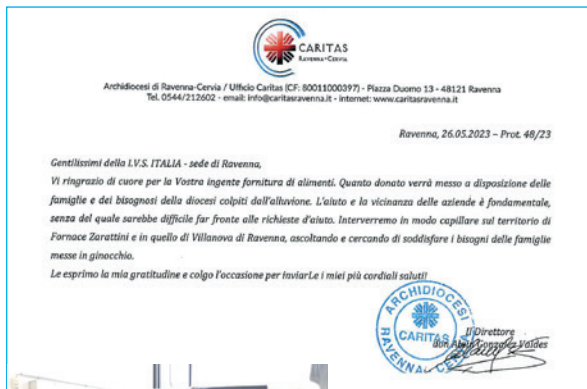 CARITAS
RAVENNA-CERVIA
Archidiocesi di Ravenna-Cervia / Ufficio Caritas (CF: 80011000397) - Piazza Duomo 13 - 48121 Ravenna
Tel. 0544/212602 - email: info@caritasravenna.it - internet: www.caritasravenna.it
Ravenna, 26.05.2023 – Prot. 48/23
Gentilissimi della I.V.S. ITALIA - sede di Ravenna,
Vi ringrazio di cuore per la Vostra ingente fornitura di alimenti. Quanto donato verrà messo a disposizione delle
famiglie e dei bisognosi della diocesi colpiti dall'alluvione. L'aiuto e la vicinanza delle aziende è fondamentale,
senza del quale sarebbe difficile far fronte alle richieste d'aiuto. Interverremo in modo capillare sul territorio di
Fornace Zarattini e in quello di Villanova di Ravenna, ascoltando e cercando di soddisfare i bisogni delle famiglie
messe in ginocchio.
Le esprimo la mia gratitudine e colgo l'occasione per inviarLe i miei più cordiali saluti!
ARCHIDIOCESI
CARITAS
RAVENNA
Il Direttore
don Alain Gonzalez Valdes